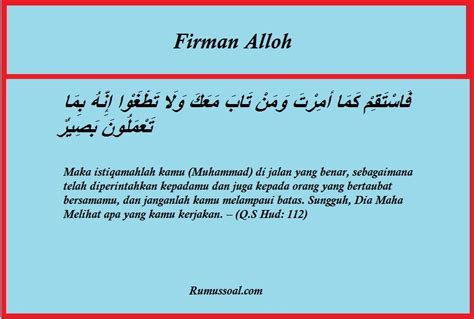 Firman Alloh
فَاسْتَقِمْ كَمَا أُمِرْتَ وَمَنْ تَابَ مَعَكَ وَلَا تَطْغَوْا إِنَّهُ بِمَا
تَعْمَلُونَ بَصِيرٌ
Maka istiqamahlah kamu (Muhammad) di jalan yang benar, sebagaimana
telah diperintahkan kepadamu dan juga kepada orang yang bertaubat
bersamamu, dan janganlah kamu melampaui batas. Sungguh, Dia Maha
Melihat apa yang kamu kerjakan. – (Q.S Hud: 112)
Rumussoal.com